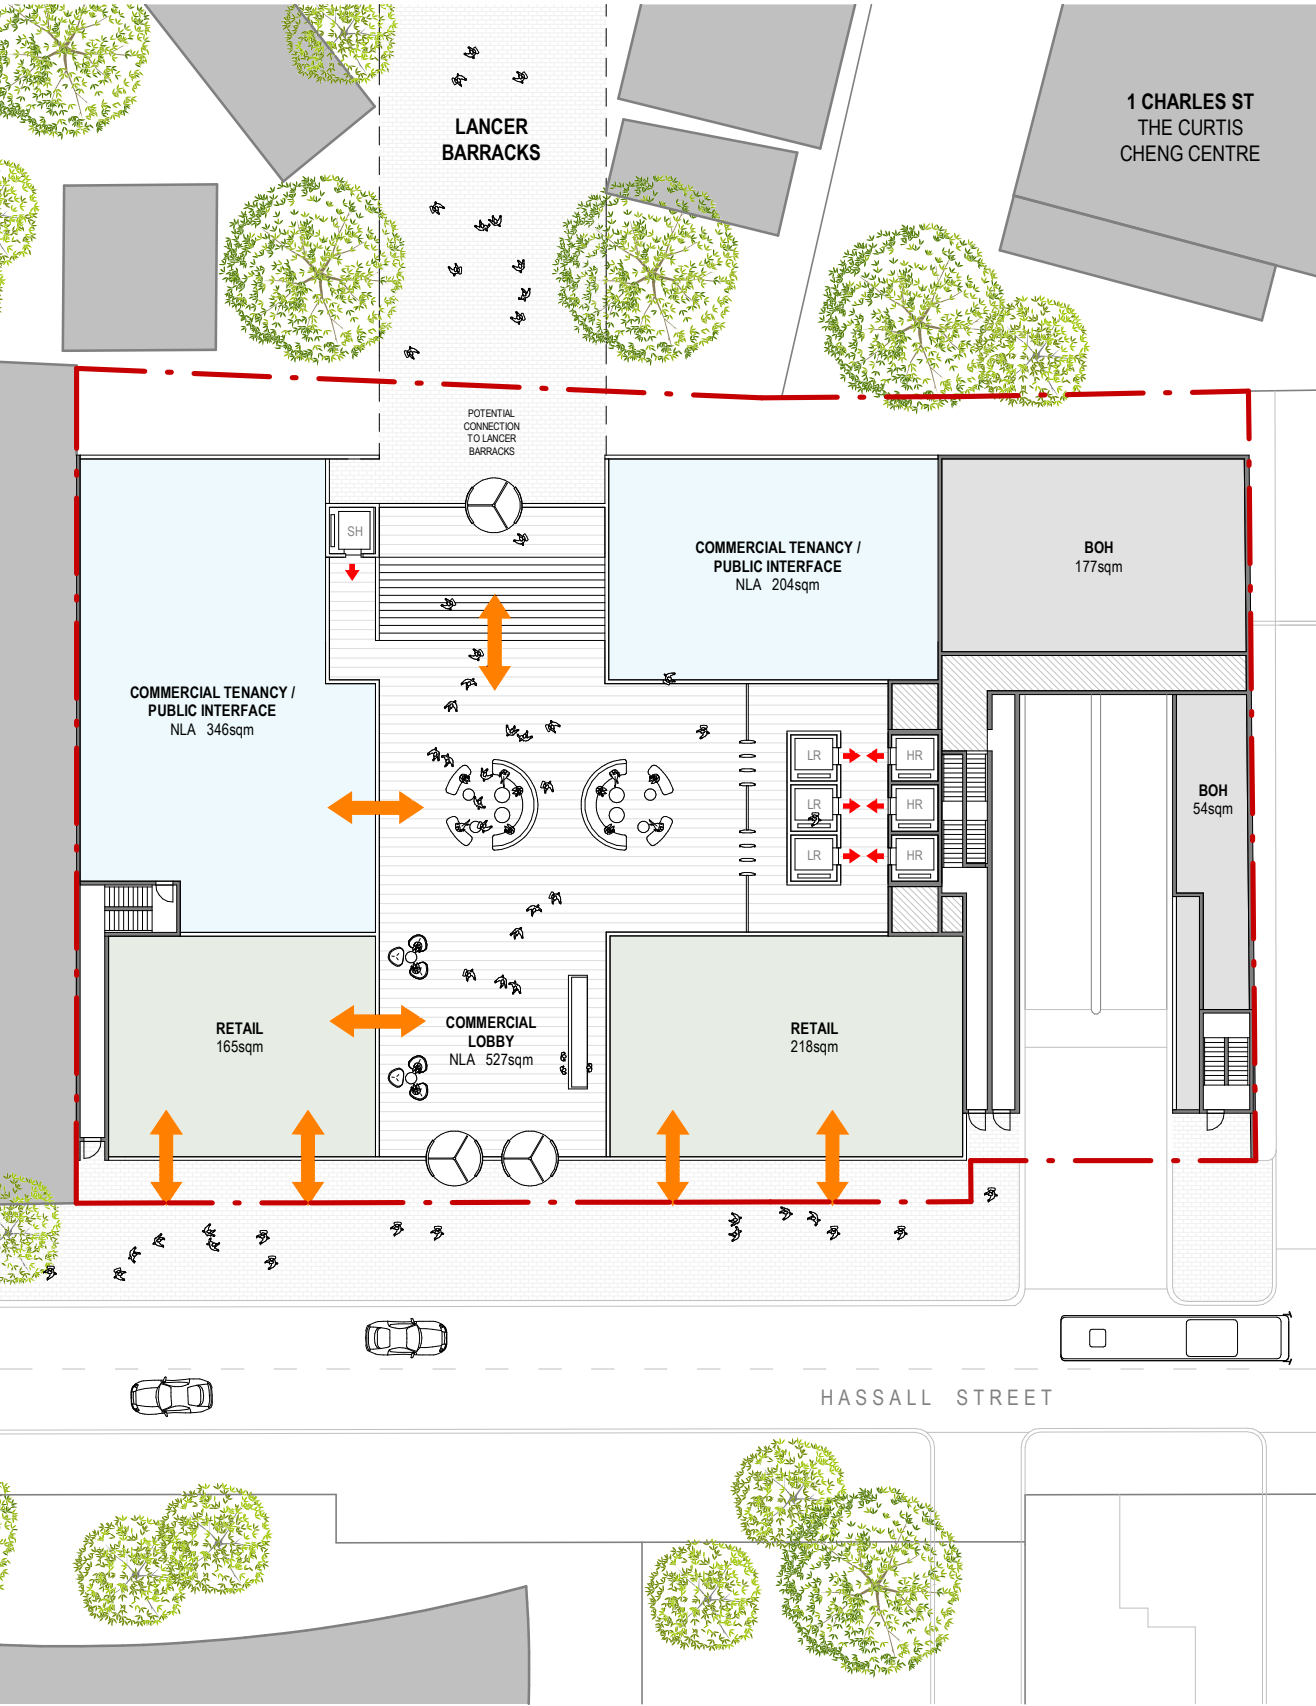 LANCER
BARRACKS
1 CHARLES ST
THE CURTIS
CHENG CENTRE
POTENTIAL
CONNECTION
TO LANCER
BARRACKS
SH
COMMERCIAL TENANCY /
PUBLIC INTERFACE
NLA 204sqm
BOH
177sqm
COMMERCIAL TENANCY /
PUBLIC INTERFACE
NLA 346sqm
LR
HR
LR
HR
LR
HR
BOH
54sqm
RETAIL
165sqm
COMMERCIAL
LOBBY
NLA 527sqm
RETAIL
218sqm
HASSALL STREET